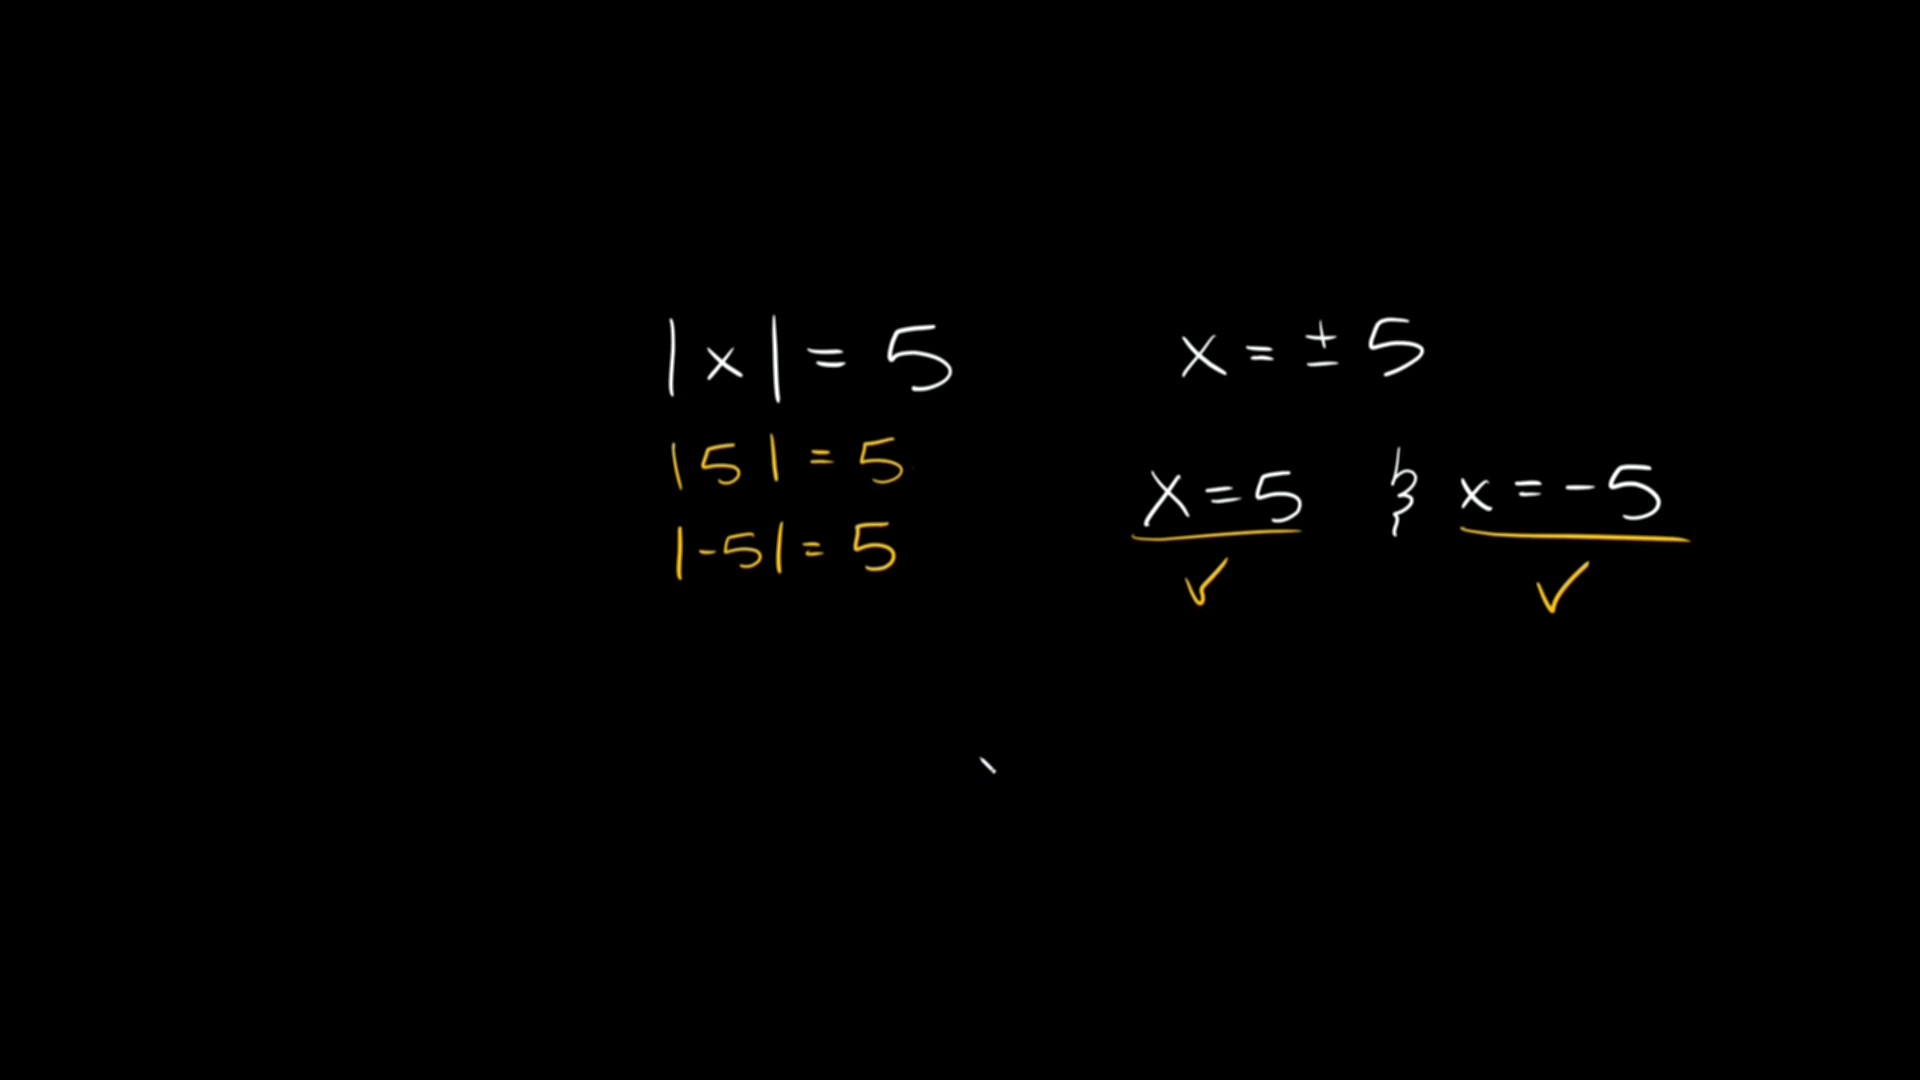 |x| = 5
|5| = 5
|-5| = 5
x = ± 5
x = 5 & x = -5